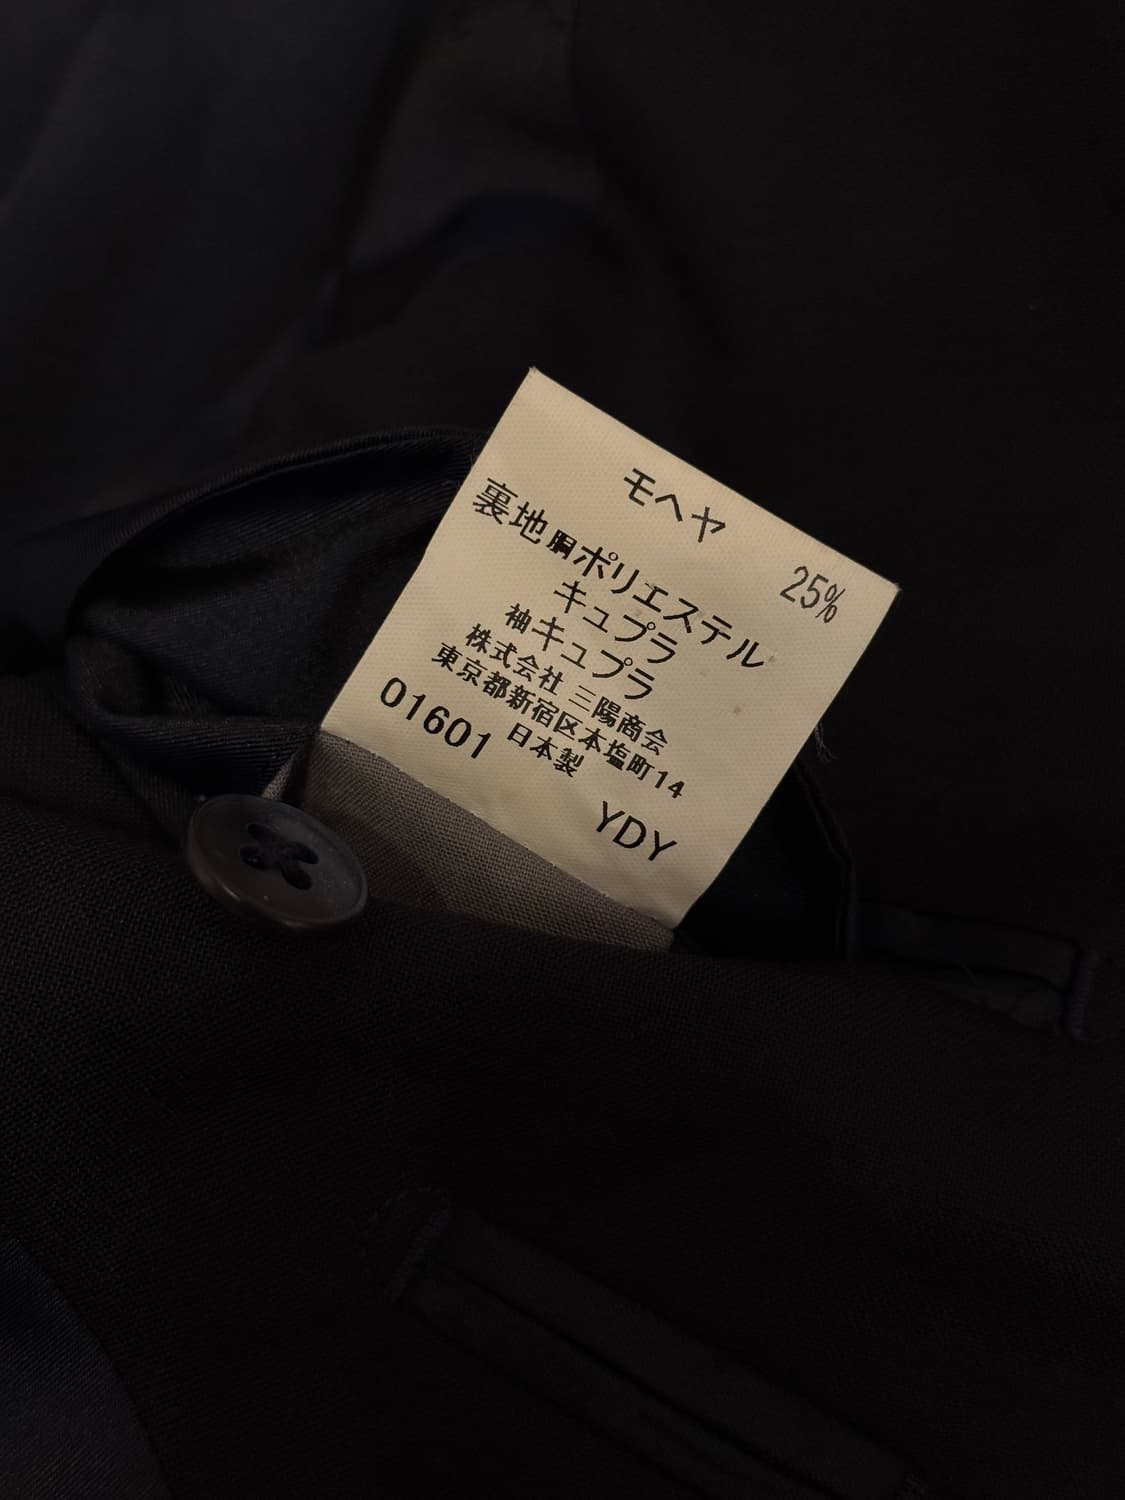 モヘヤ 25%
裏地胴ポリエステル
キュプラ
袖キュプラ
株式会社 三陽商会
東京都新宿区本塩町14
01601 日本製
YDY